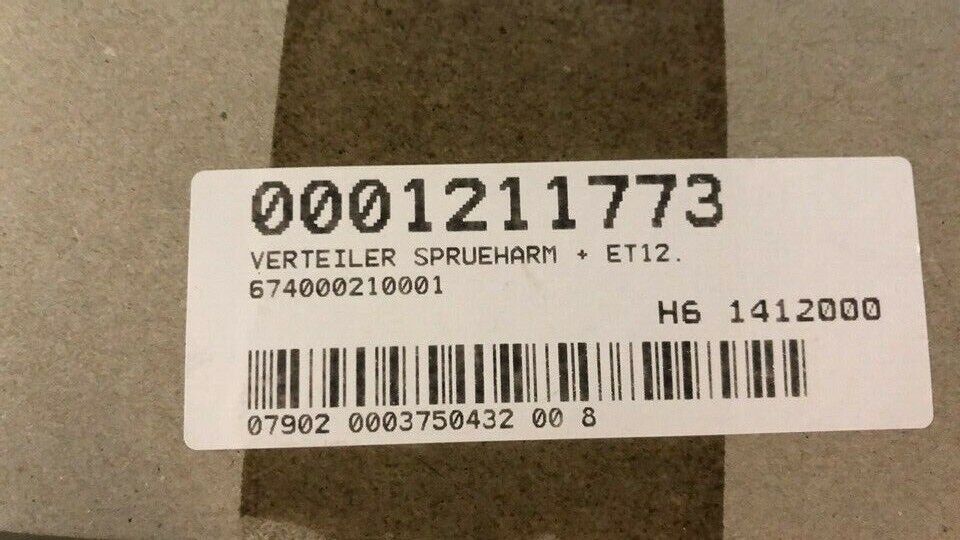 0001211773
VERTEILER SPRUEHARM + ET12.
674000210001
H6 1412000
07902 0003750432 00 8